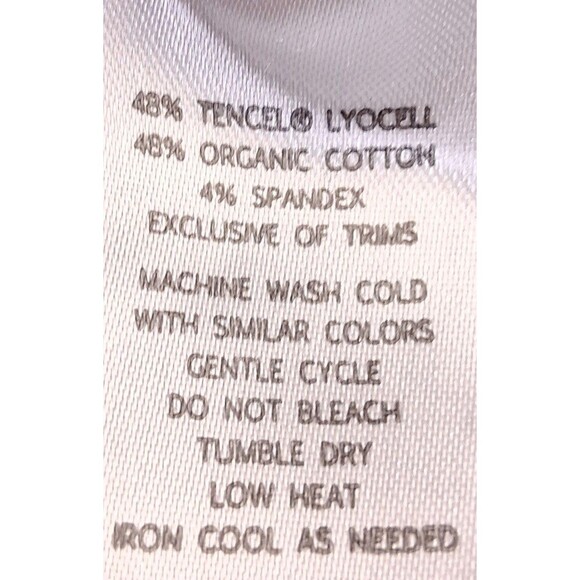 48% TENCEL® LYOCELL
48% ORGANIC COTTON
4% SPANDEX
EXCLUSIVE OF TRIMS
MACHINE WASH COLD
WITH SIMILAR COLORS
GENTLE CYCLE
DO NOT BLEACH
TUMBLE DRY
LOW HEAT
IRON COOL AS NEEDED